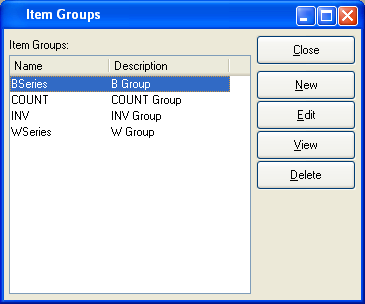 Item Groups
Item Groups:
Name Description
BSeries B Group
COUNT COUNT Group
INV INV Group
WSeries W Group
Close
New
Edit
View
Delete